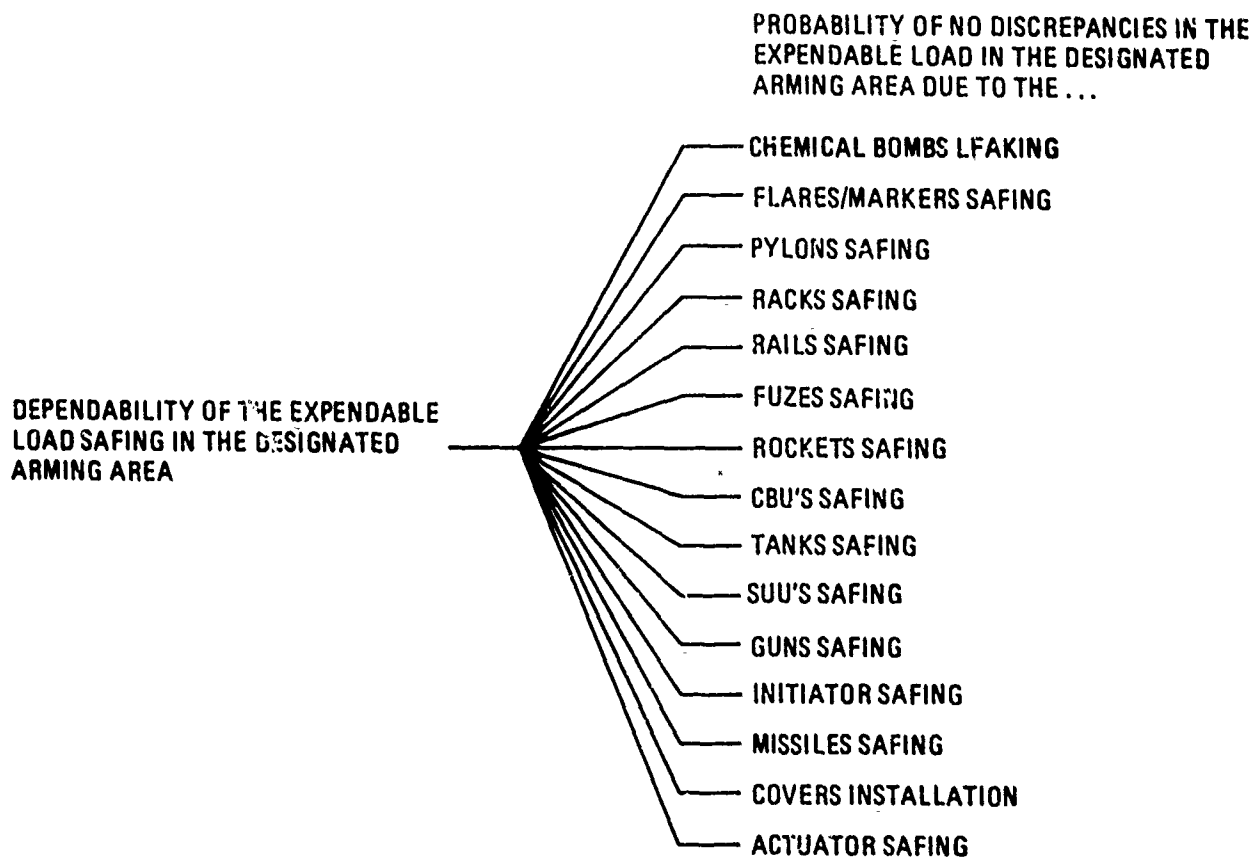 PROBABILITY OF NO DISCREPANCIES IN THE
EXPENDABLE LOAD IN THE DESIGNATED
ARMING AREA DUE TO THE ...
CHEMICAL BOMBS LEAKING
FLARES/MARKERS SAFING
PYLONS SAFING
RACKS SAFING
RAILS SAFING
FUZES SAFING
DEPENDABILITY OF THE EXPENDABLE
LOAD SAFING IN THE DESIGNATED
ARMING AREA
ROCKETS SAFING
CBU'S SAFING
TANKS SAFING
SUU'S SAFING
GUNS SAFING
INITIATOR SAFING
MISSILES SAFING
COVERS INSTALLATION
ACTUATOR SAFING